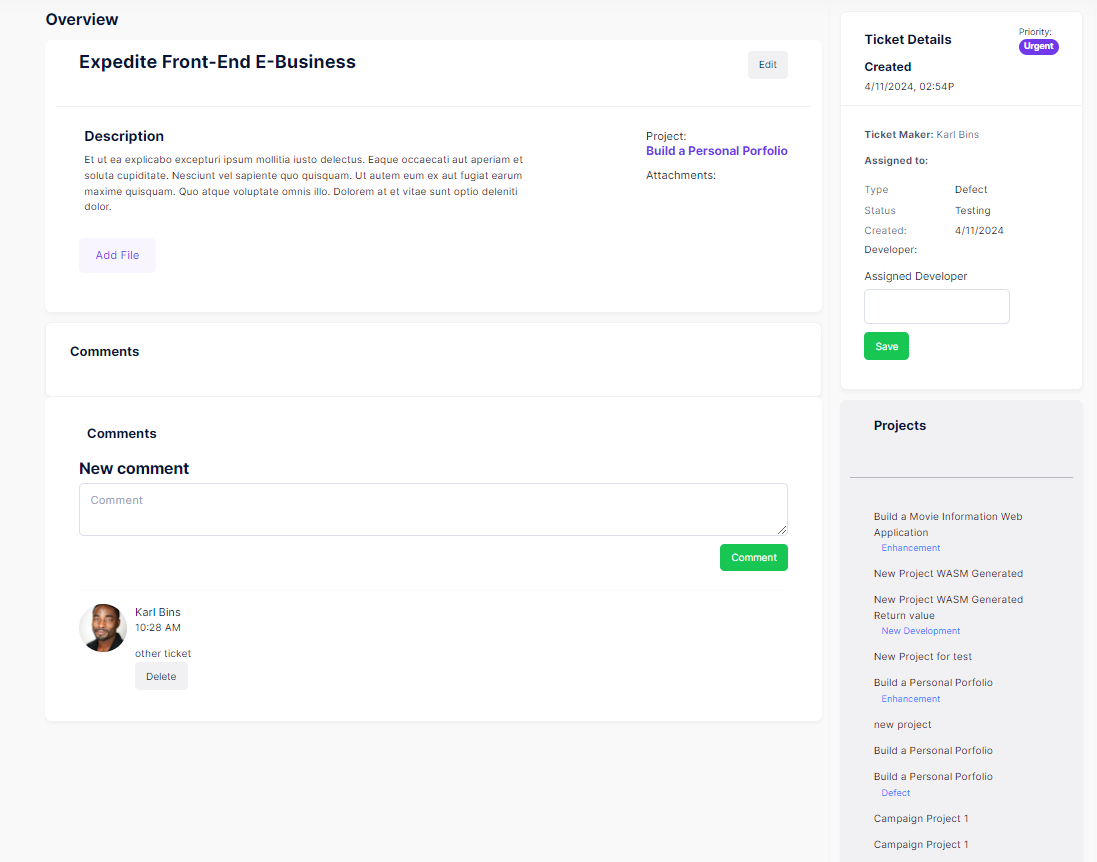 Overview
Expedite Front-End E-Business
Edit
Description
Et ut ea explicabo excepturi ipsum mollitia iusto delectus. Eaque occaecati aut aperiam et
soluta cupiditate. Nesciunt vel sapiente quo quisquam. Ut autem eum ex aut fugiat earum
maxime quisquam. Quo atque voluptate omnis illo. Dolorem at et vitae sunt optio deleniti
dolor.
Project:
Build a Personal Porfolio
Attachments:
Add File
Comments
Comments
New comment
Comment
Comment
Karl Bins
10:28 AM
other ticket
Delete
Ticket Details
Priority:
Urgent
Created
4/11/2024, 02:54P
Ticket Maker: Karl Bins
Assigned to:
Type Defect
Status Testing
Created: 4/11/2024
Developer:
Assigned Developer
Save
Projects
Build a Movie Information Web
Application
Enhancement
New Project WASM Generated
New Project WASM Generated
Return value
New Development
New Project for test
Build a Personal Porfolio
Enhancement
new project
Build a Personal Porfolio
Build a Personal Porfolio
Defect
Campaign Project 1
Campaign Project 1